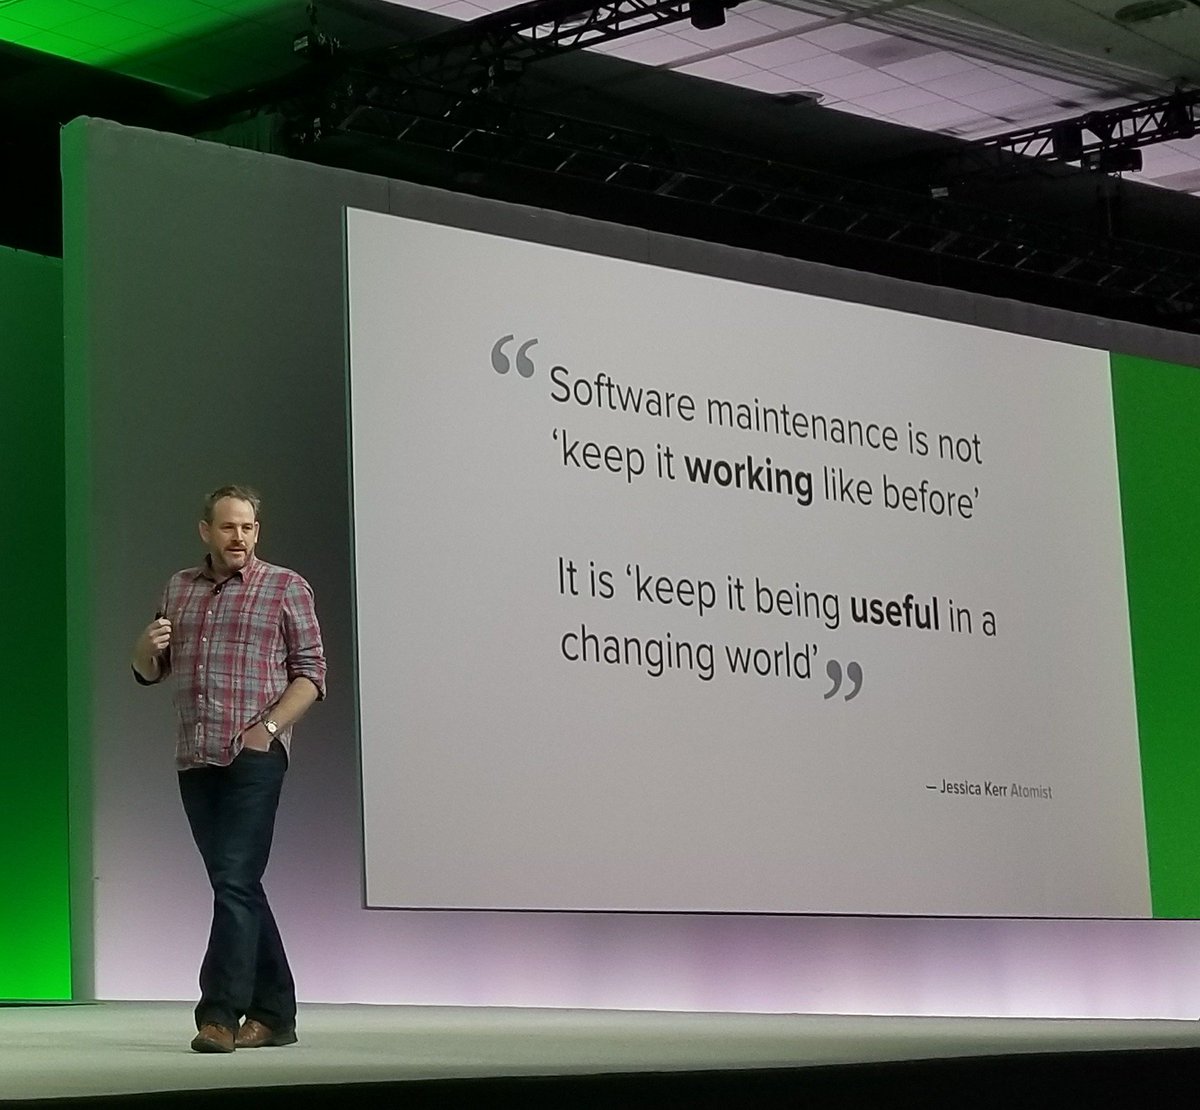 “Software maintenance is not
‘keep it working like before’
It is ‘keep it being useful in a
changing world’”
– Jessica Kerr Atomist